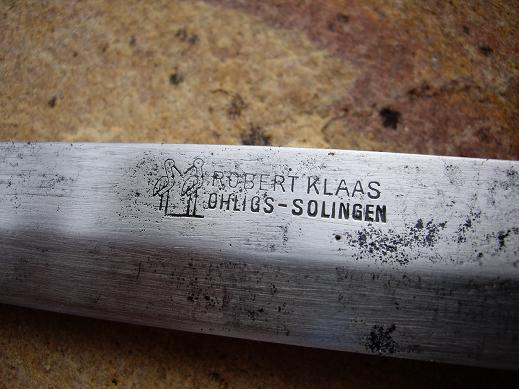 ROBERT KLAAS
OHLIGS-SOLINGEN